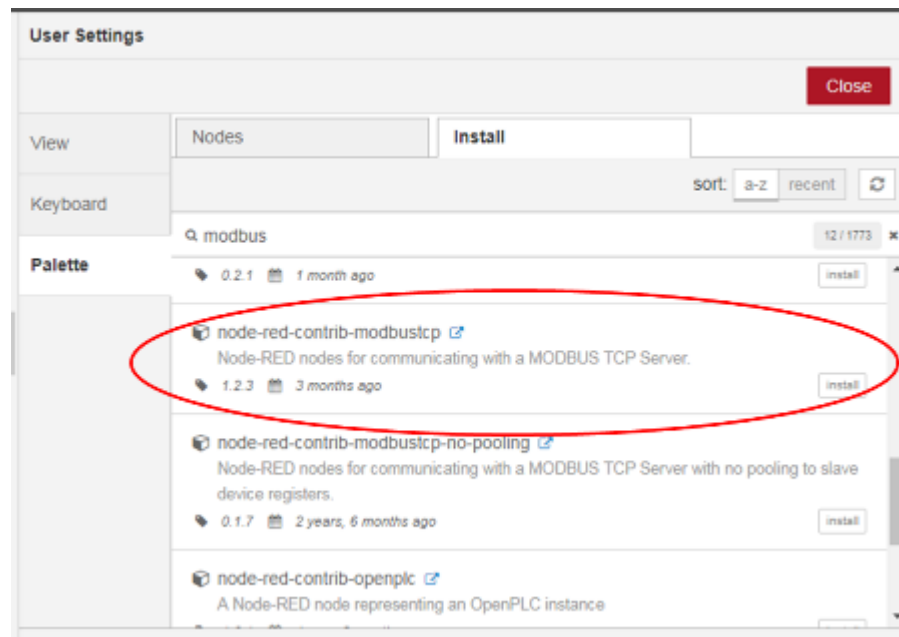 User Settings
Close
View
Nodes
Install
sort: a-z recent
Keyboard
modbus
12 / 1773
Palette
0.2.1 1 month ago
install
node-red-contrib-modbustcp
Node-RED nodes for communicating with a MODBUS TCP Server.
1.2.3 3 months ago
install
node-red-contrib-modbustcp-no-pooling
Node-RED nodes for communicating with a MODBUS TCP Server with no pooling to slave
device registers.
0.1.7 2 years, 6 months ago
install
node-red-contrib-openplc
A Node-RED node representing an OpenPLC instance